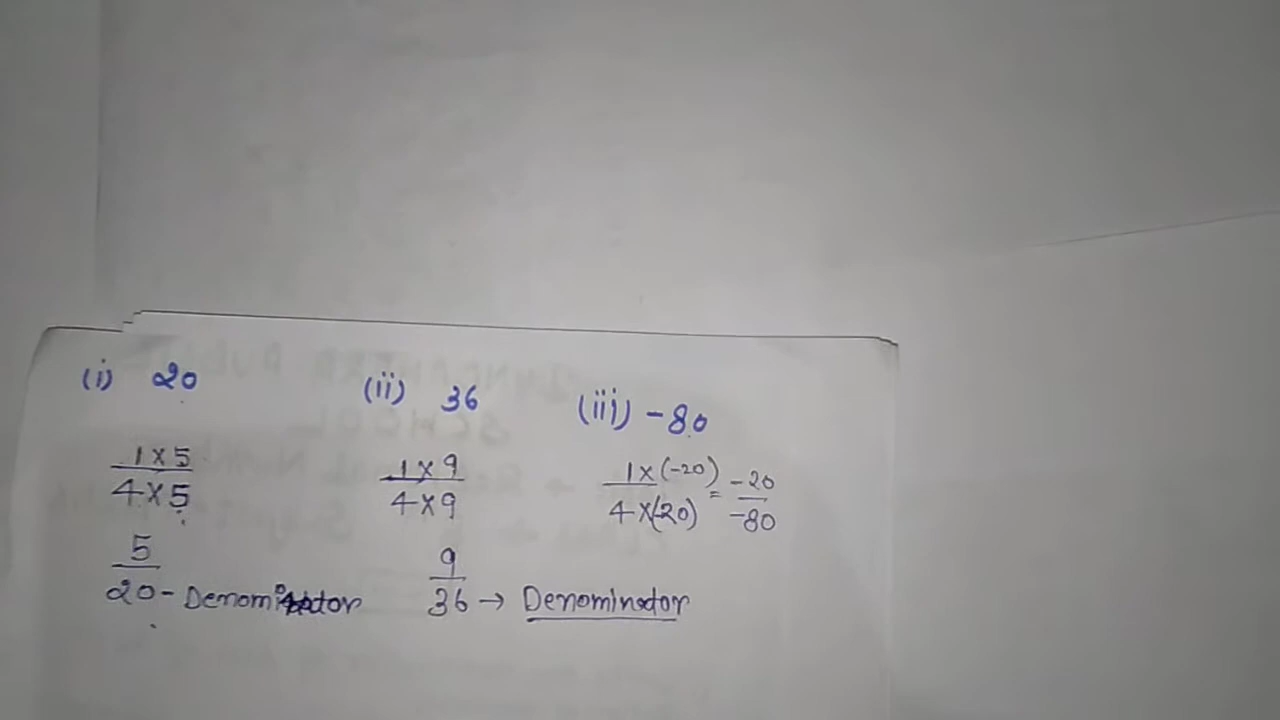 (i) 20 (ii) 36 (iii) -80
1×5 1×9 1×(-20) -20
4×5 4×9 4×(-20) = -80
5 9
20 - 36 → Denominator